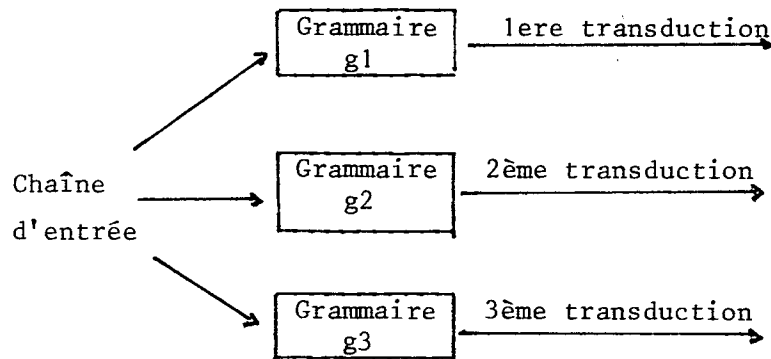 Grammaire
g1
1ere transduction
Chaîne
d'entrée
Grammaire
g2
2ème transduction
Grammaire
g3
3ème transduction